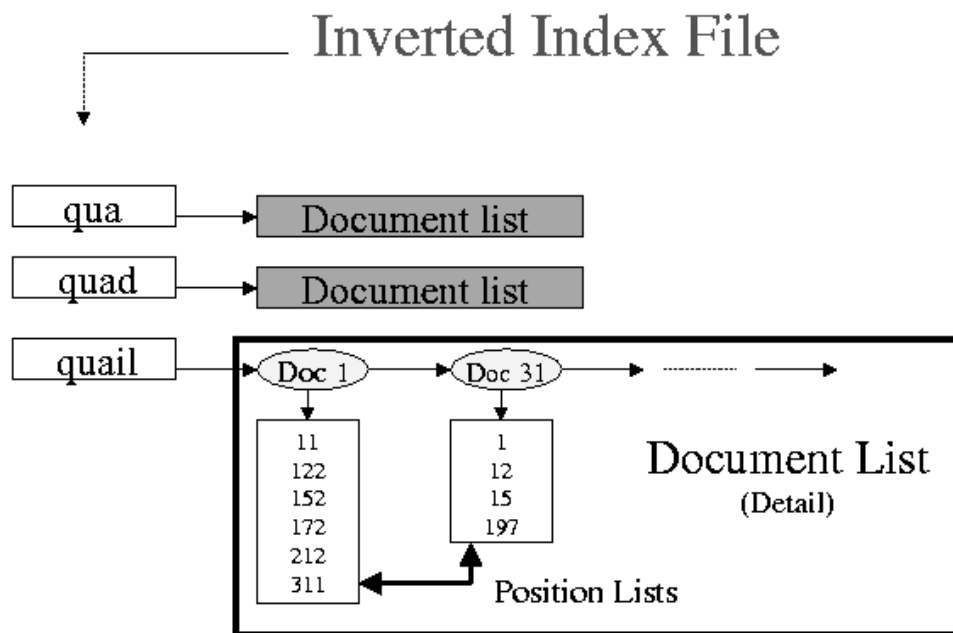 Inverted Index File
qua
Document list
quad
Document list
quail
Doc 1
Doc 31
11
122
152
172
212
311
1
12
15
197
Document List
(Detail)
Position Lists